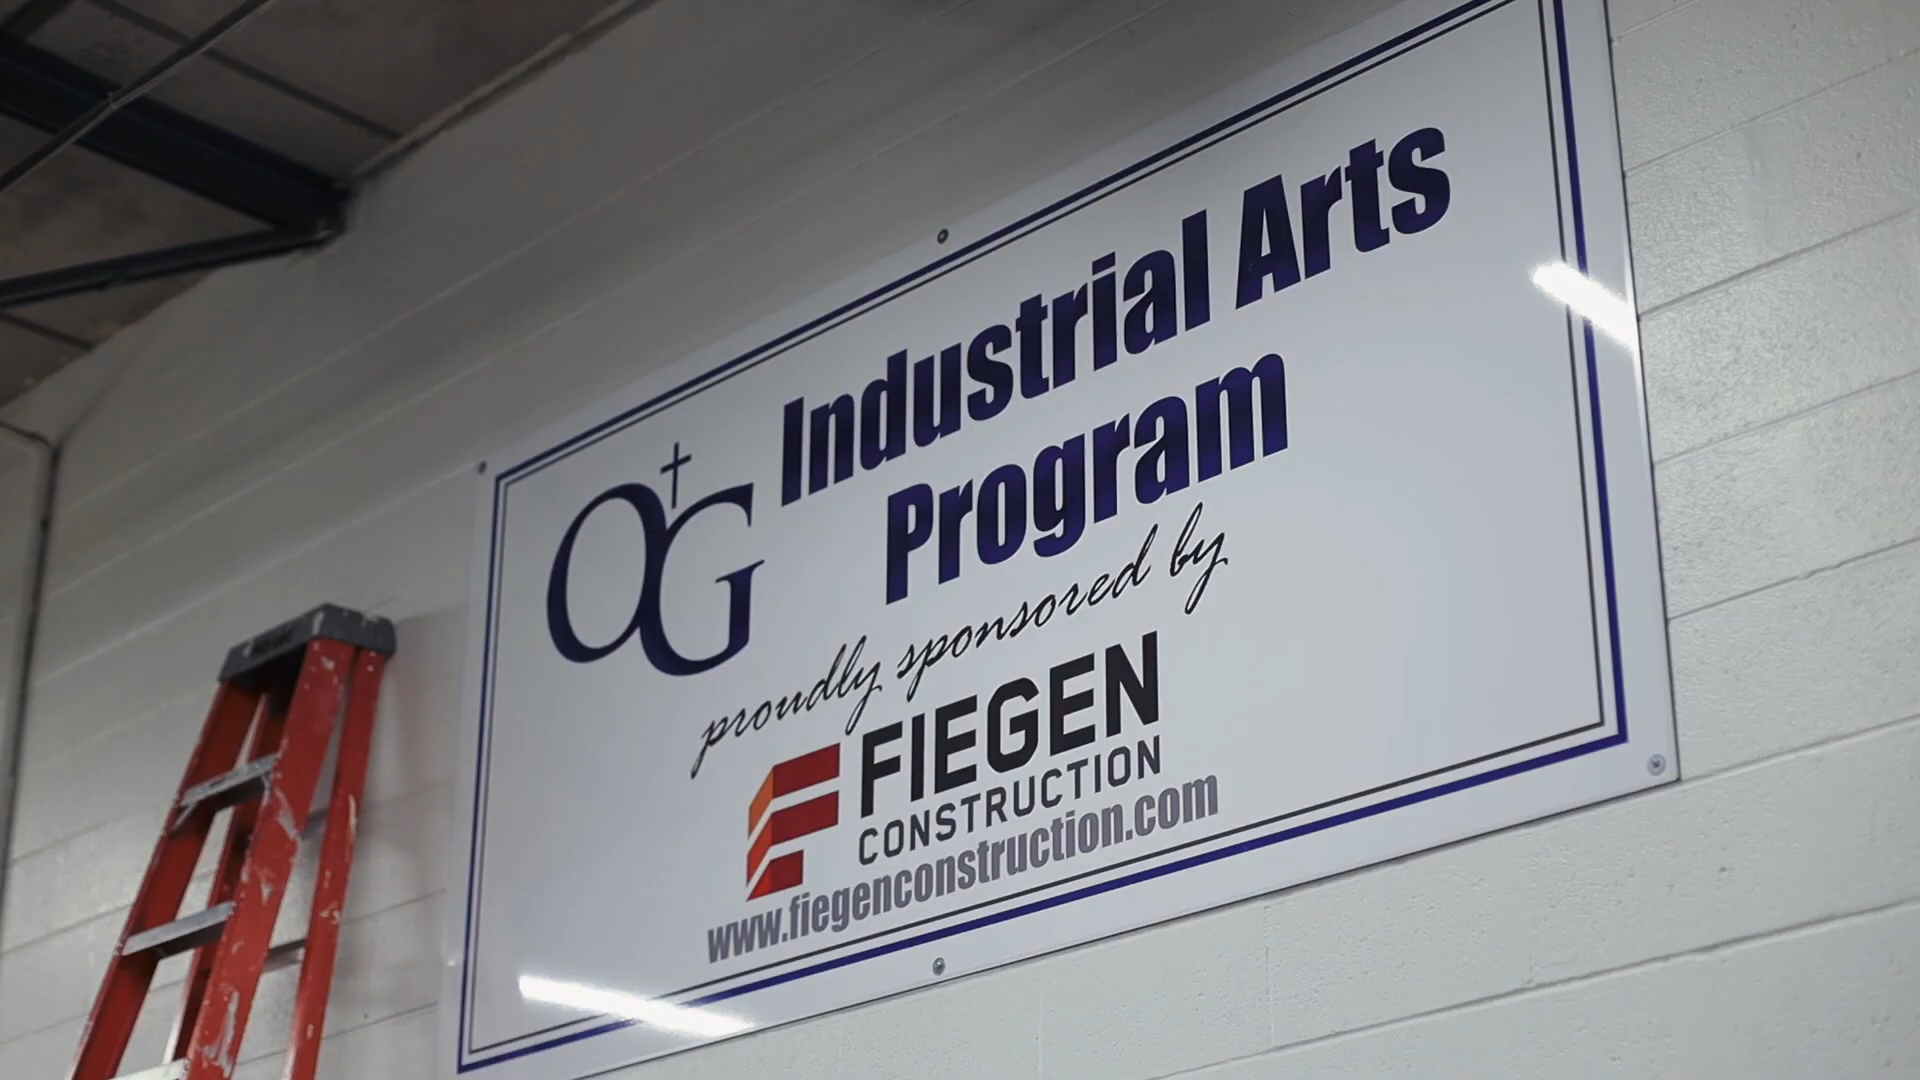 OG
Industrial Arts
Program
proudly sponsored by
FIEGEN
CONSTRUCTION
www.fiegenconstruction.com